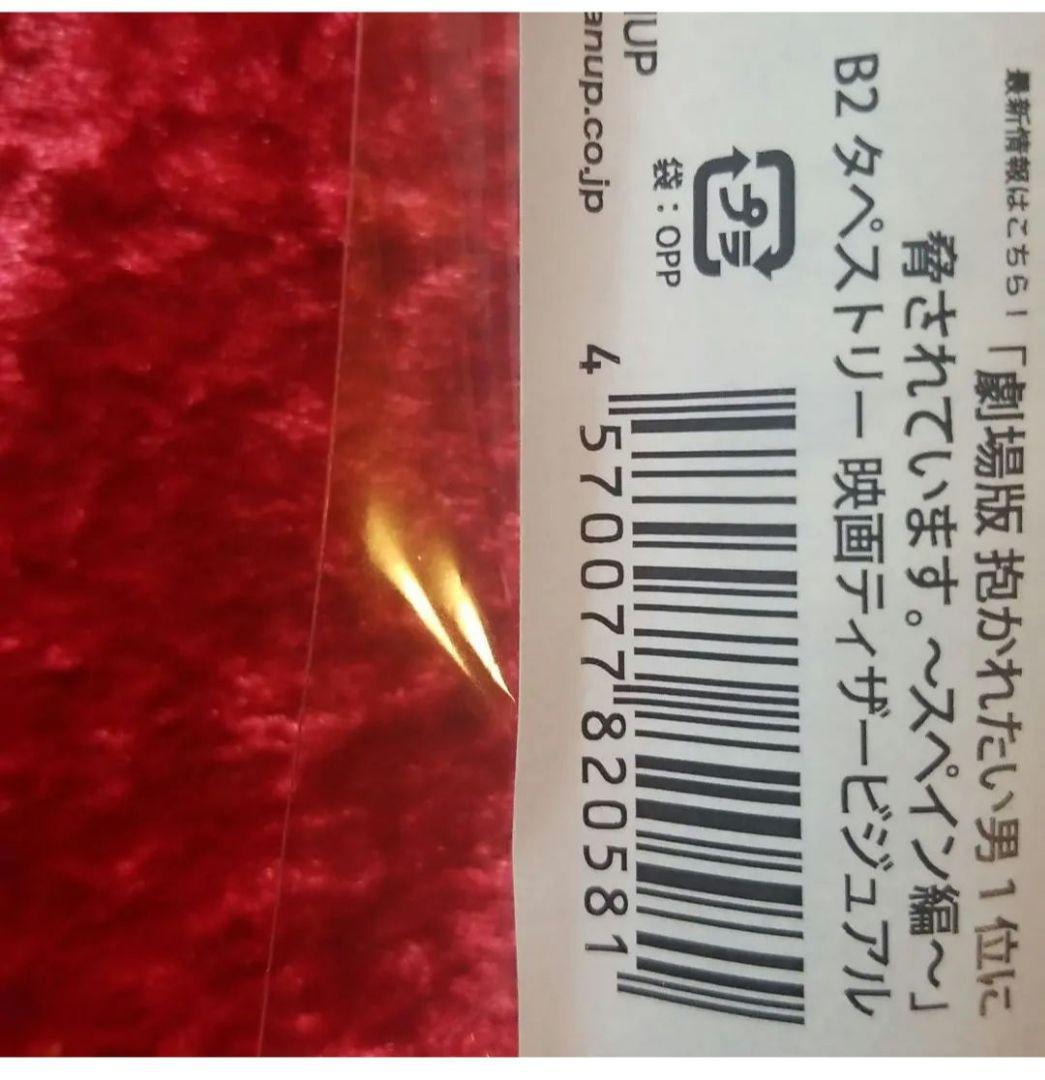 最新情報はこちら！
「劇場版 抱かれたい男１位に
脅されています。～スペイン編～」
B2 タペストリー 映画ティザービジュアル
プラ
袋：OPP
4 570077 820581
UP
anup.co.jp